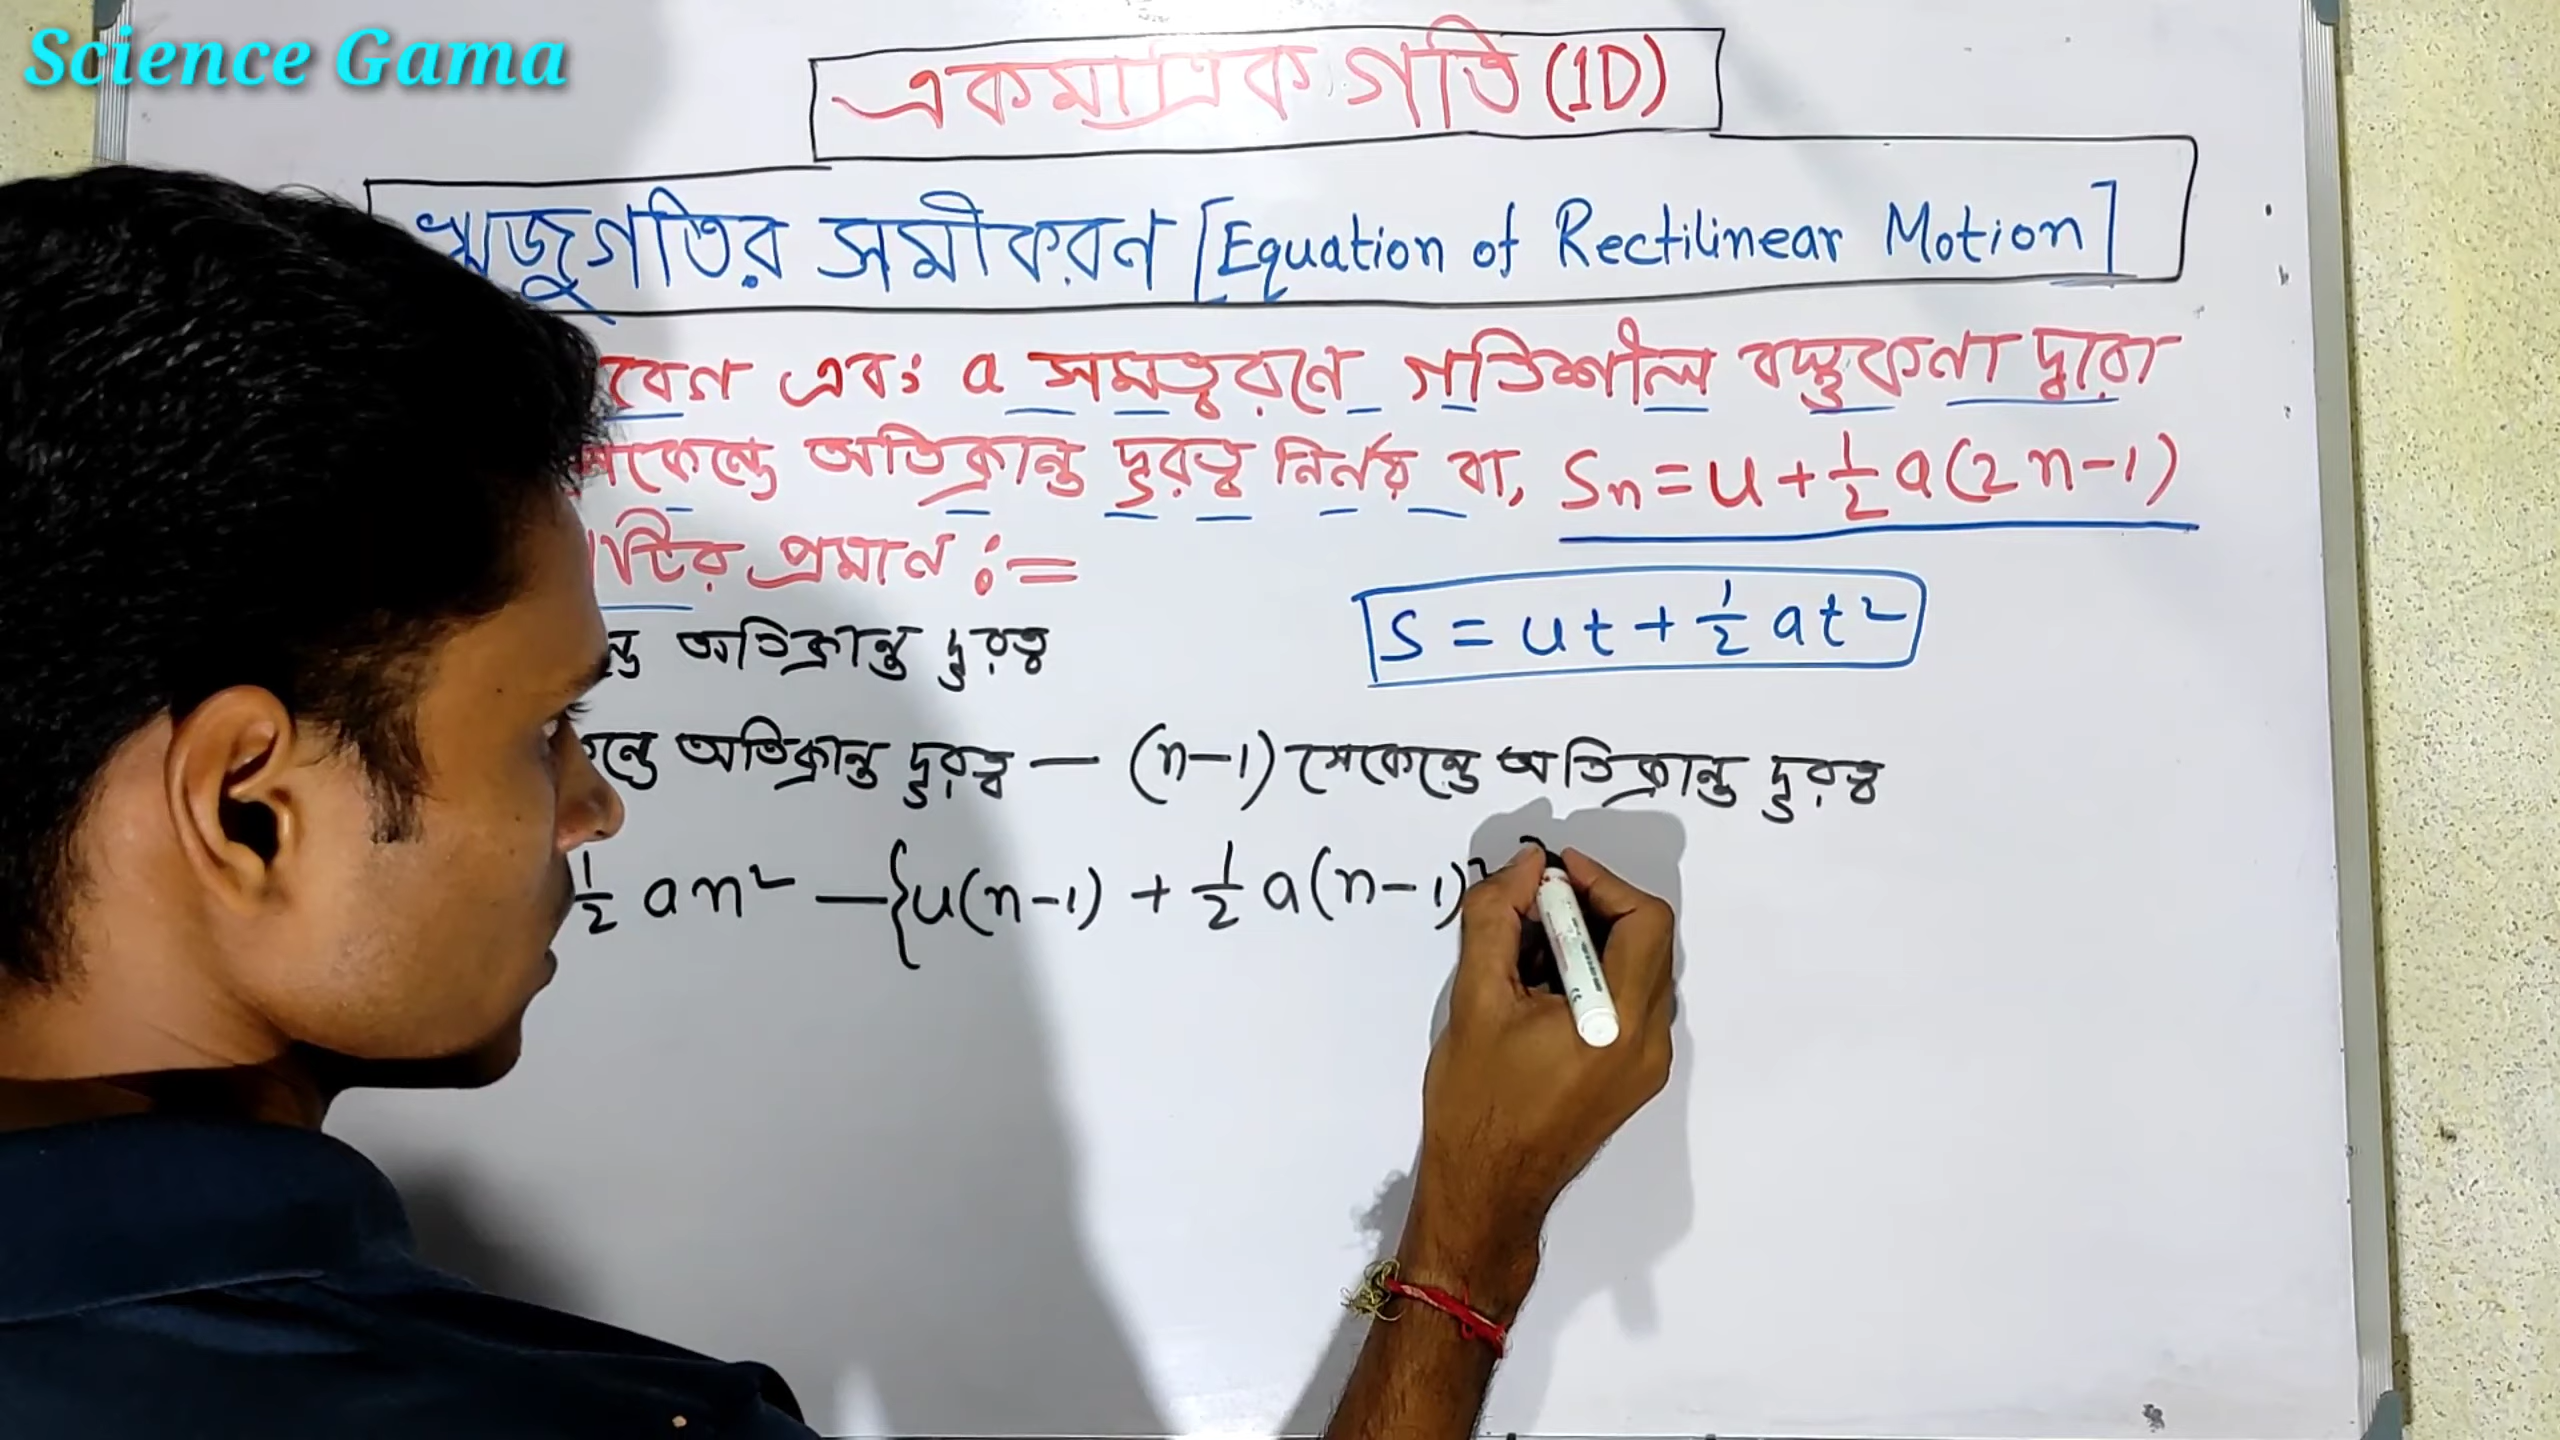 Science Gama
একমাত্রিক গতি (1D)
ঋজুগতির সমীকরণ [Equation of Rectilinear Motion]
বেগ এবং a সমত্বরণে গতিশীল বস্তুকণা দ্বারা
সেকেন্ডে অতিক্রান্ত দূরত্ব নির্ণয় বা, Sn = u + ½ a(2n-1)
টির প্রমান :=
S = ut + ½ at²
অতিক্রান্ত দূরত্ব
অতিক্রান্ত দূরত্ব — (n-1) সেকেন্ডে অতিক্রান্ত দূরত্ব
½ an² — {u(n-1) + ½ a(n-1)²